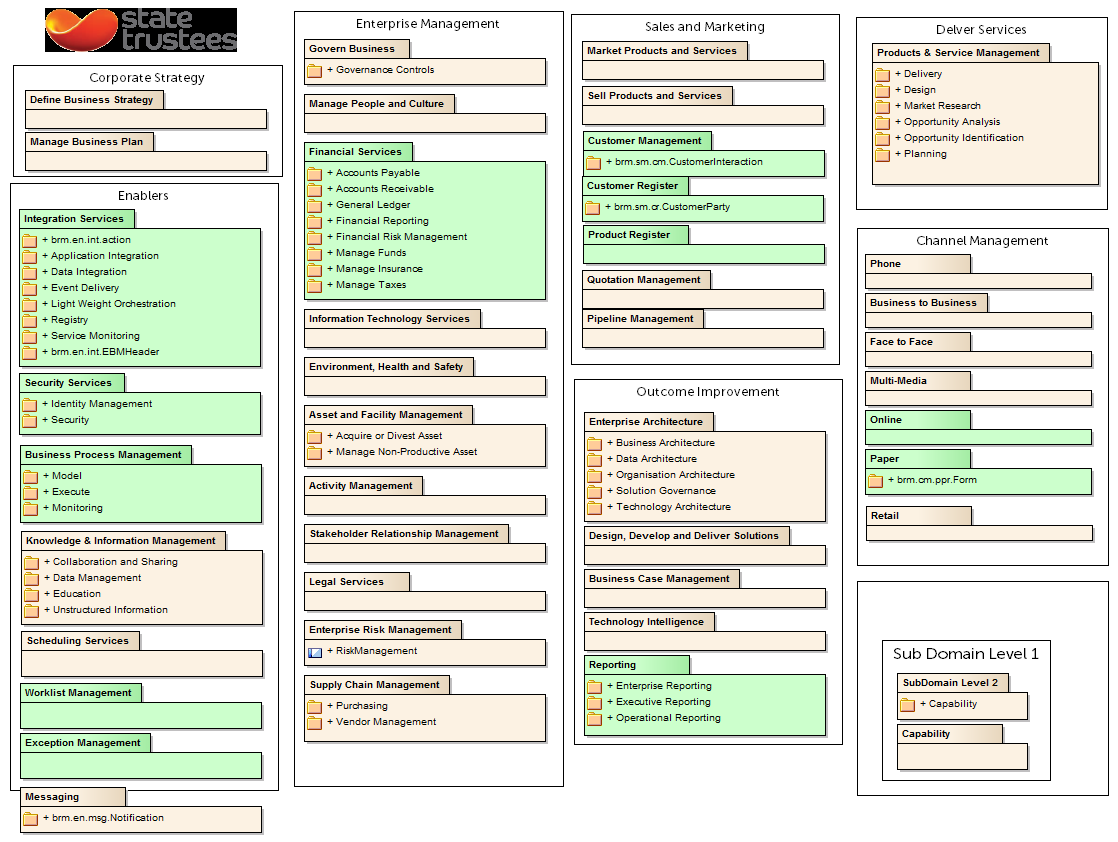 state
trustees
Corporate Strategy
Define Business Strategy
Manage Business Plan
Enablers
Integration Services
+ brm.en.int.action
+ Application Integration
+ Data Integration
+ Event Delivery
+ Light Weight Orchestration
+ Registry
+ Service Monitoring
+ brm.en.int.EBMHeader
Security Services
+ Identity Management
+ Security
Business Process Management
+ Model
+ Execute
+ Monitoring
Knowledge & Information Management
+ Collaboration and Sharing
+ Data Management
+ Education
+ Unstructured Information
Scheduling Services
Worklist Management
Exception Management
Messaging
+ brm.en.msg.Notification
Enterprise Management
Govern Business
+ Governance Controls
Manage People and Culture
Financial Services
+ Accounts Payable
+ Accounts Receivable
+ General Ledger
+ Financial Reporting
+ Financial Risk Management
+ Manage Funds
+ Manage Insurance
+ Manage Taxes
Information Technology Services
Environment, Health and Safety
Asset and Facility Management
+ Acquire or Divest Asset
+ Manage Non-Productive Asset
Activity Management
Stakeholder Relationship Management
Legal Services
Enterprise Risk Management
+ RiskManagement
Supply Chain Management
+ Purchasing
+ Vendor Management
Sales and Marketing
Market Products and Services
Sell Products and Services
Customer Management
+ brm.sm.cm.CustomerInteraction
Customer Register
+ brm.sm.cr.CustomerParty
Product Register
Quotation Management
Pipeline Management
Outcome Improvement
Enterprise Architecture
+ Business Architecture
+ Data Architecture
+ Organisation Architecture
+ Solution Governance
+ Technology Architecture
Design, Develop and Deliver Solutions
Business Case Management
Technology Intelligence
Reporting
+ Enterprise Reporting
+ Executive Reporting
+ Operational Reporting
Delver Services
Products & Service Management
+ Delivery
+ Design
+ Market Research
+ Opportunity Analysis
+ Opportunity Identification
+ Planning
Channel Management
Phone
Business to Business
Face to Face
Multi-Media
Online
Paper
+ brm.cm.ppr.Form
Retail
Sub Domain Level 1
SubDomain Level 2
+ Capability
Capability